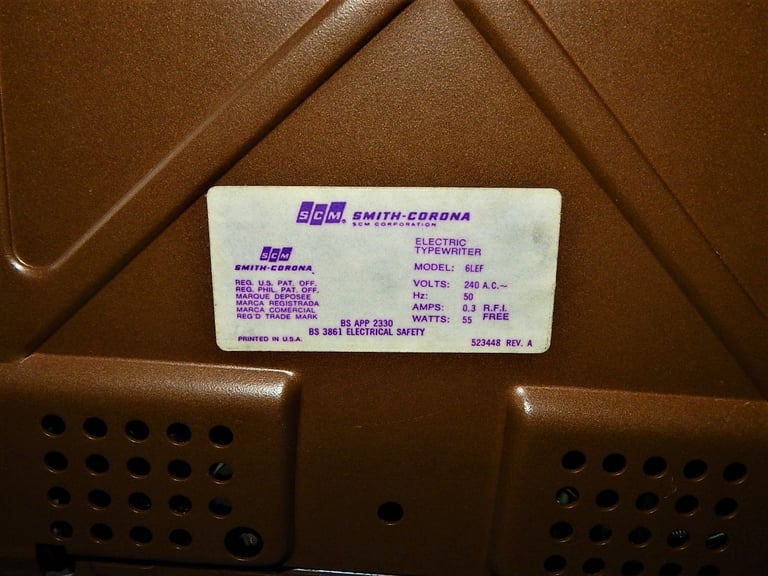 SCM® SMITH-CORONA
SCM CORPORATION
ELECTRIC
TYPEWRITER
SCM
SMITH-CORONA
MODEL: 6LEF
REG. U.S. PAT. OFF.
REG. PHIL. PAT. OFF.
MARQUE DEPOSEE
MARCA REGISTRADA
MARCA COMERCIAL
REG'D TRADE MARK
VOLTS: 240 A.C.~
Hz: 50
AMPS: 0.3 R.F.I.
WATTS: 55 FREE
BS APP 2330
BS 3861 ELECTRICAL SAFETY
PRINTED IN U.S.A.
523448 REV. A